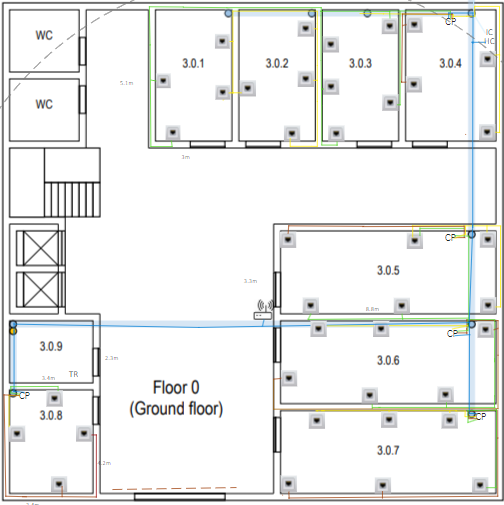 CP
IC
HC
WC
3.0.1
3.0.2
3.0.3
3.0.4
5.1m
WC
3m
CP
3.0.5
3.3m
8.8m
CP
3.0.9
2.3m
3.0.6
TR
3.4m
Floor 0
(Ground floor)
CP
3.0.8
CP
3.0.7
4.2m